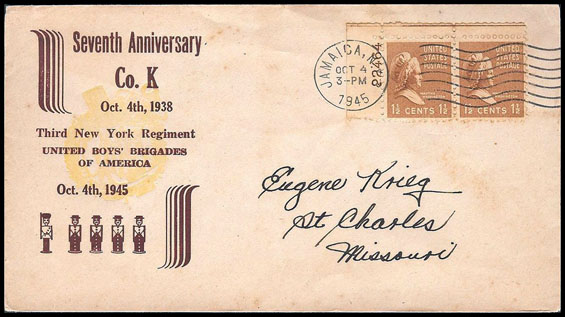 Seventh Anniversary
Co. K
Oct. 4th, 1938
Third New York Regiment
UNITED BOYS' BRIGADES
OF AMERICA
Oct. 4th, 1945
JAMAICA,
OCT 4
3-PM
1945
22464
UNITED
STATES
POSTAGE
1½ CENTS 1½
UNITED
STATES
POSTAGE
1½ CENTS 1½
Eugene Krieg
St Charles
Missouri